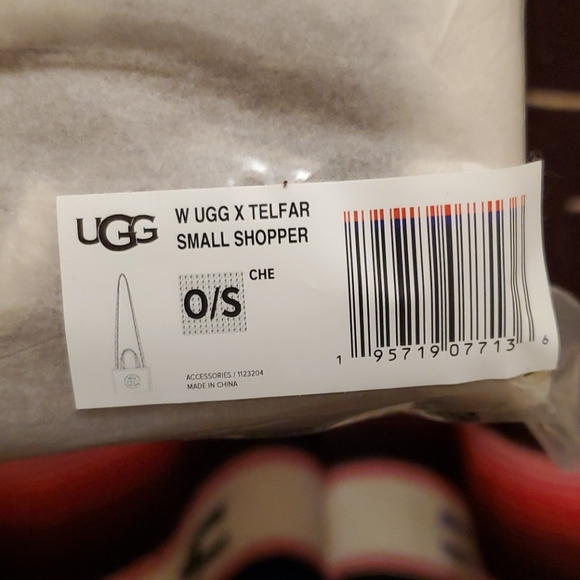 UGG
W UGG X TELFAR
SMALL SHOPPER
O/S CHE
ACCESSORIES / 1123204
MADE IN CHINA
1 95719 07713 6